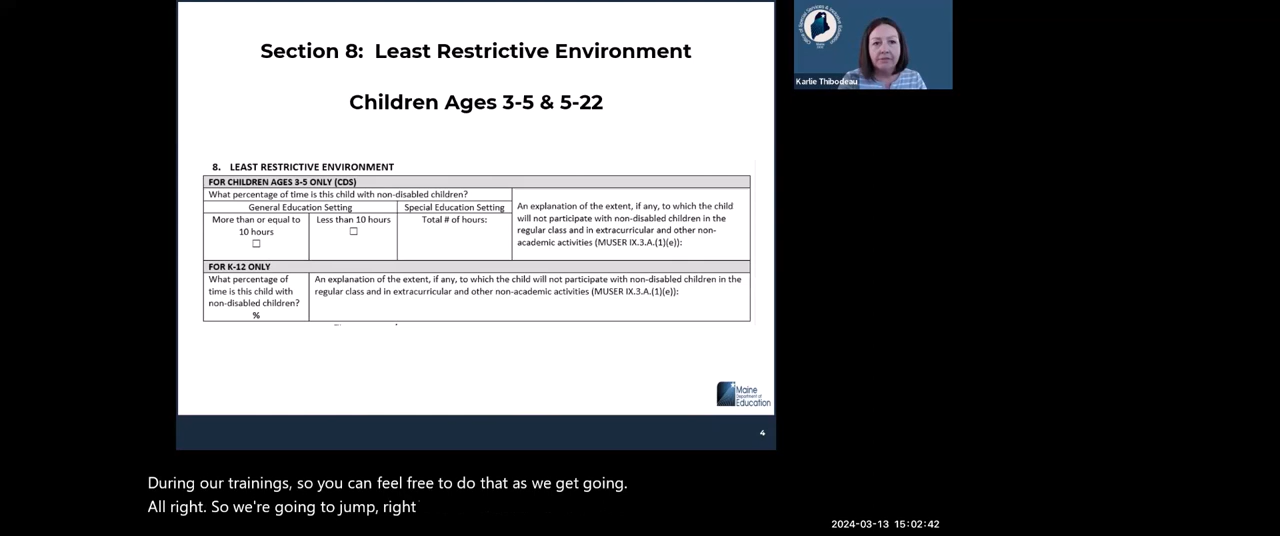 Section 8: Least Restrictive Environment
Children Ages 3-5 & 5-22
8. LEAST RESTRICTIVE ENVIRONMENT
FOR CHILDREN AGES 3-5 ONLY (CDS)
What percentage of time is this child with non-disabled children?
General Education Setting
Special Education Setting
More than or equal to
10 hours
☐
Less than 10 hours
☐
Total # of hours:
An explanation of the extent, if any, to which the child
will not participate with non-disabled children in the
regular class and in extracurricular and other non-
academic activities (MUSER IX.3.A.(1)(e)):
FOR K-12 ONLY
What percentage of
time is this child with
non-disabled children?
%
An explanation of the extent, if any, to which the child will not participate with non-disabled children in the
regular class and in extracurricular and other non-academic activities (MUSER IX.3.A.(1)(e)):
Maine
Department of
Education
4
Karlie Thibodeau
During our trainings, so you can feel free to do that as we get going.
All right. So we're going to jump, right
2024-03-13 15:02:42